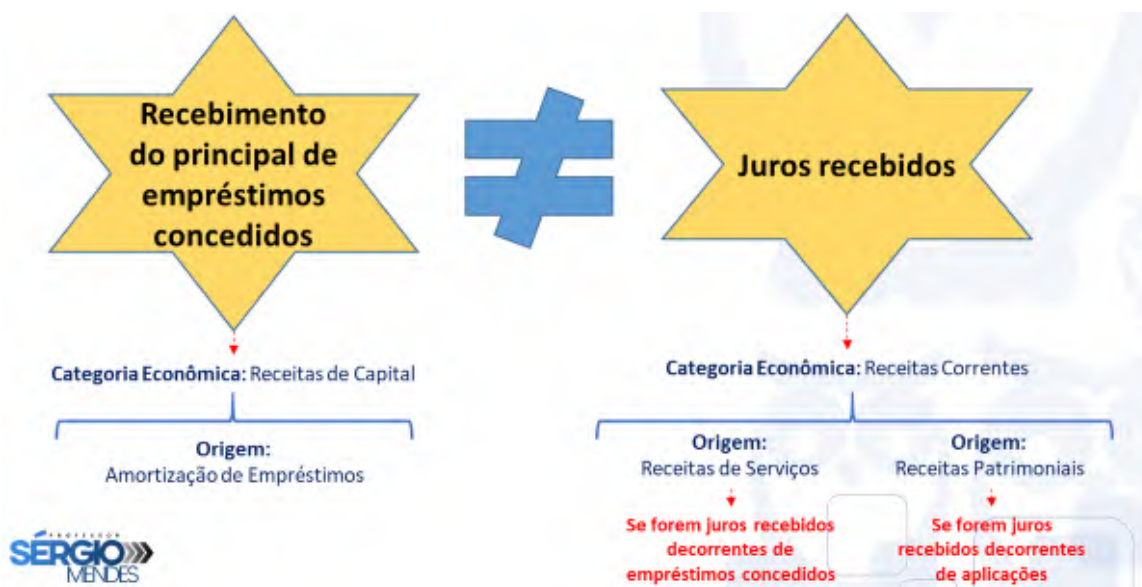 Recebimento
do principal de
empréstimos
concedidos
Juros recebidos
Categoria Econômica: Receitas de Capital
Origem:
Amortização de Empréstimos
Categoria Econômica: Receitas Correntes
Origem:
Receitas de Serviços
Se forem juros recebidos
decorrentes de
empréstimos concedidos
Origem:
Receitas Patrimoniais
Se forem juros
recebidos decorrentes
de aplicações
PROFESSOR
SÉRGIO
MENDES